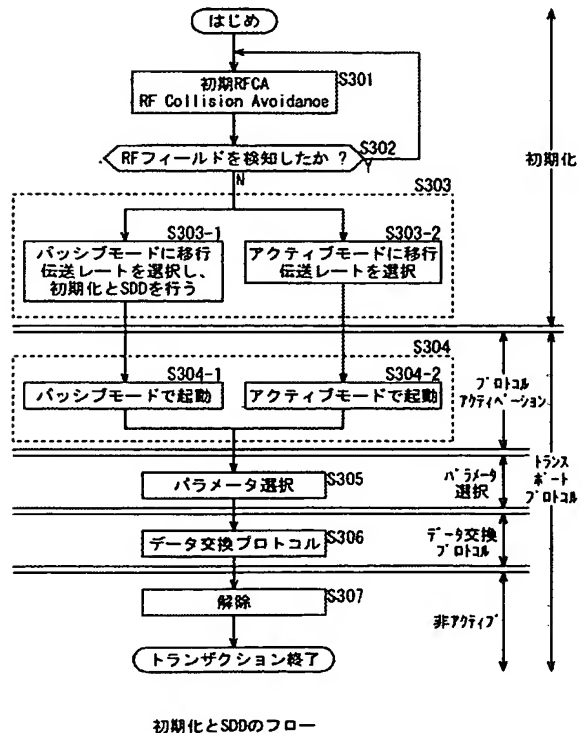 はじめ
初期RFCA
RF Collision Avoidance
S301
RFフィールドを検知したか ?
S302
Y
N
初期化
S303
S303-1
パッシブモードに移行
伝送レートを選択し、
初期化とSDDを行う
S303-2
アクティブモードに移行
伝送レートを選択
S304
S304-1
パッシブモードで起動
S304-2
アクティブモードで起動
プロトコル
アクティベーション
パラメータ選択
S305
パラメータ
選択
トランス
ポート
プロトコル
データ交換プロトコル
S306
データ交換
プロトコル
解除
S307
非アクティブ
トランザクション終了
初期化とSDDのフロー